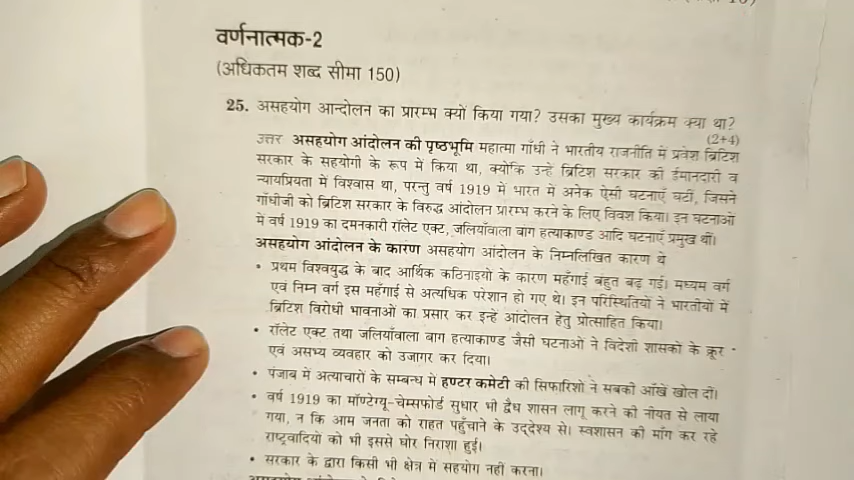 वर्णनात्मक-2
(अधिकतम शब्द सीमा 150)
25. असहयोग आन्दोलन का प्रारम्भ क्यों किया गया? उसका मुख्य कार्यक्रम क्या था?
(2+4)
उत्तर असहयोग आंदोलन की पृष्ठभूमि महात्मा गाँधी ने भारतीय राजनीति में प्रवेश ब्रिटिश
सरकार के सहयोगी के रूप में किया था, क्योंकि उन्हें ब्रिटिश सरकार की ईमानदारी व
न्यायप्रियता में विश्वास था, परन्तु वर्ष 1919 में भारत में अनेक ऐसी घटनाएँ घटीं, जिसने
गाँधीजी को ब्रिटिश सरकार के विरुद्ध आंदोलन प्रारम्भ करने के लिए विवश किया। इन घटनाओं
में वर्ष 1919 का दमनकारी रॉलेट एक्ट, जलियाँवाला बाग हत्याकाण्ड आदि घटनाएँ प्रमुख थीं।
असहयोग आंदोलन के कारण असहयोग आंदोलन के निम्नलिखित कारण थे
• प्रथम विश्वयुद्ध के बाद आर्थिक कठिनाइयों के कारण महँगाई बहुत बढ़ गई। मध्यम वर्ग
एवं निम्न वर्ग इस महँगाई से अत्यधिक परेशान हो गए थे। इन परिस्थितियों ने भारतीयों में
ब्रिटिश विरोधी भावनाओं का प्रसार कर इन्हें आंदोलन हेतु प्रोत्साहित किया।
• रॉलेट एक्ट तथा जलियाँवाला बाग हत्याकाण्ड जैसी घटनाओं ने विदेशी शासकों के क्रूर
एवं असभ्य व्यवहार को उजागर कर दिया।
• पंजाब में अत्याचारों के सम्बन्ध में हण्टर कमेटी की सिफारिशों ने सबकी आँखें खोल दीं।
• वर्ष 1919 का मॉण्टेग्यू-चेम्सफोर्ड सुधार भी द्वैध शासन लागू करने की नीयत से लाया
गया, न कि आम जनता को राहत पहुँचाने के उद्देश्य से। स्वशासन की माँग कर रहे
राष्ट्रवादियों को भी इससे घोर निराशा हुई।
• सरकार के द्वारा किसी भी क्षेत्र में सहयोग नहीं करना।